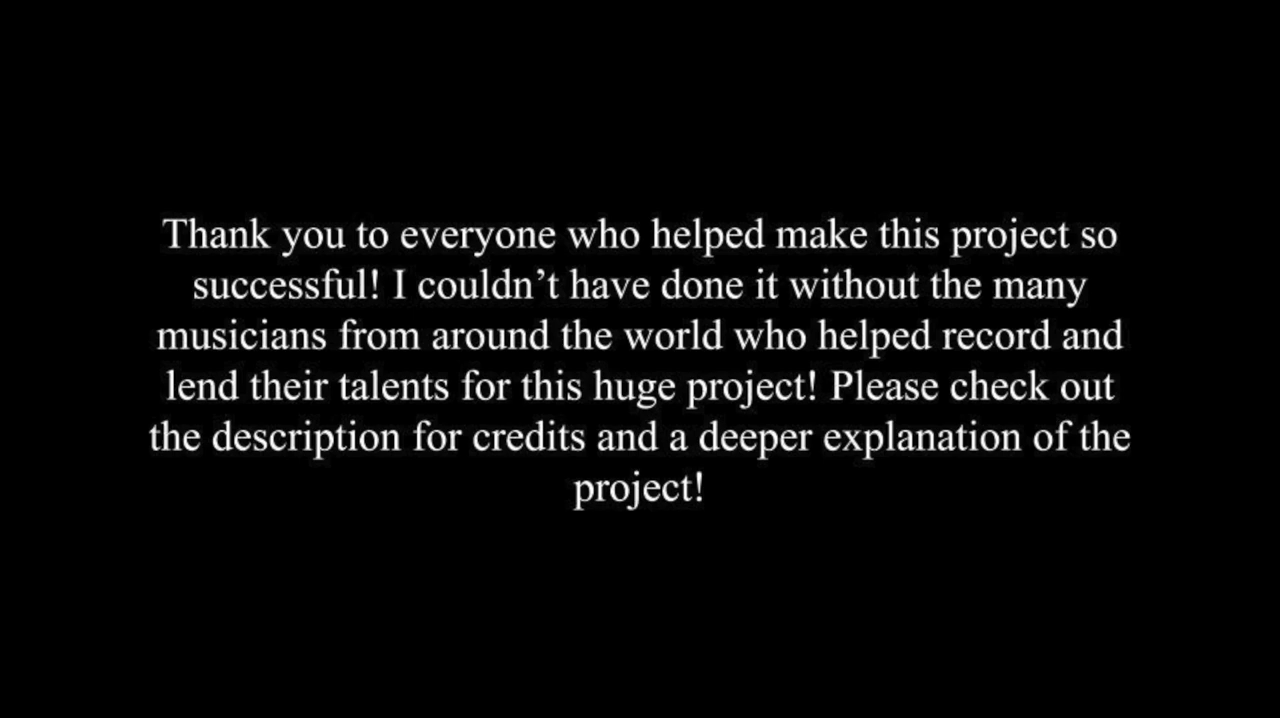 Thank you to everyone who helped make this project so
successful! I couldn’t have done it without the many
musicians from around the world who helped record and
lend their talents for this huge project! Please check out
the description for credits and a deeper explanation of the
project!